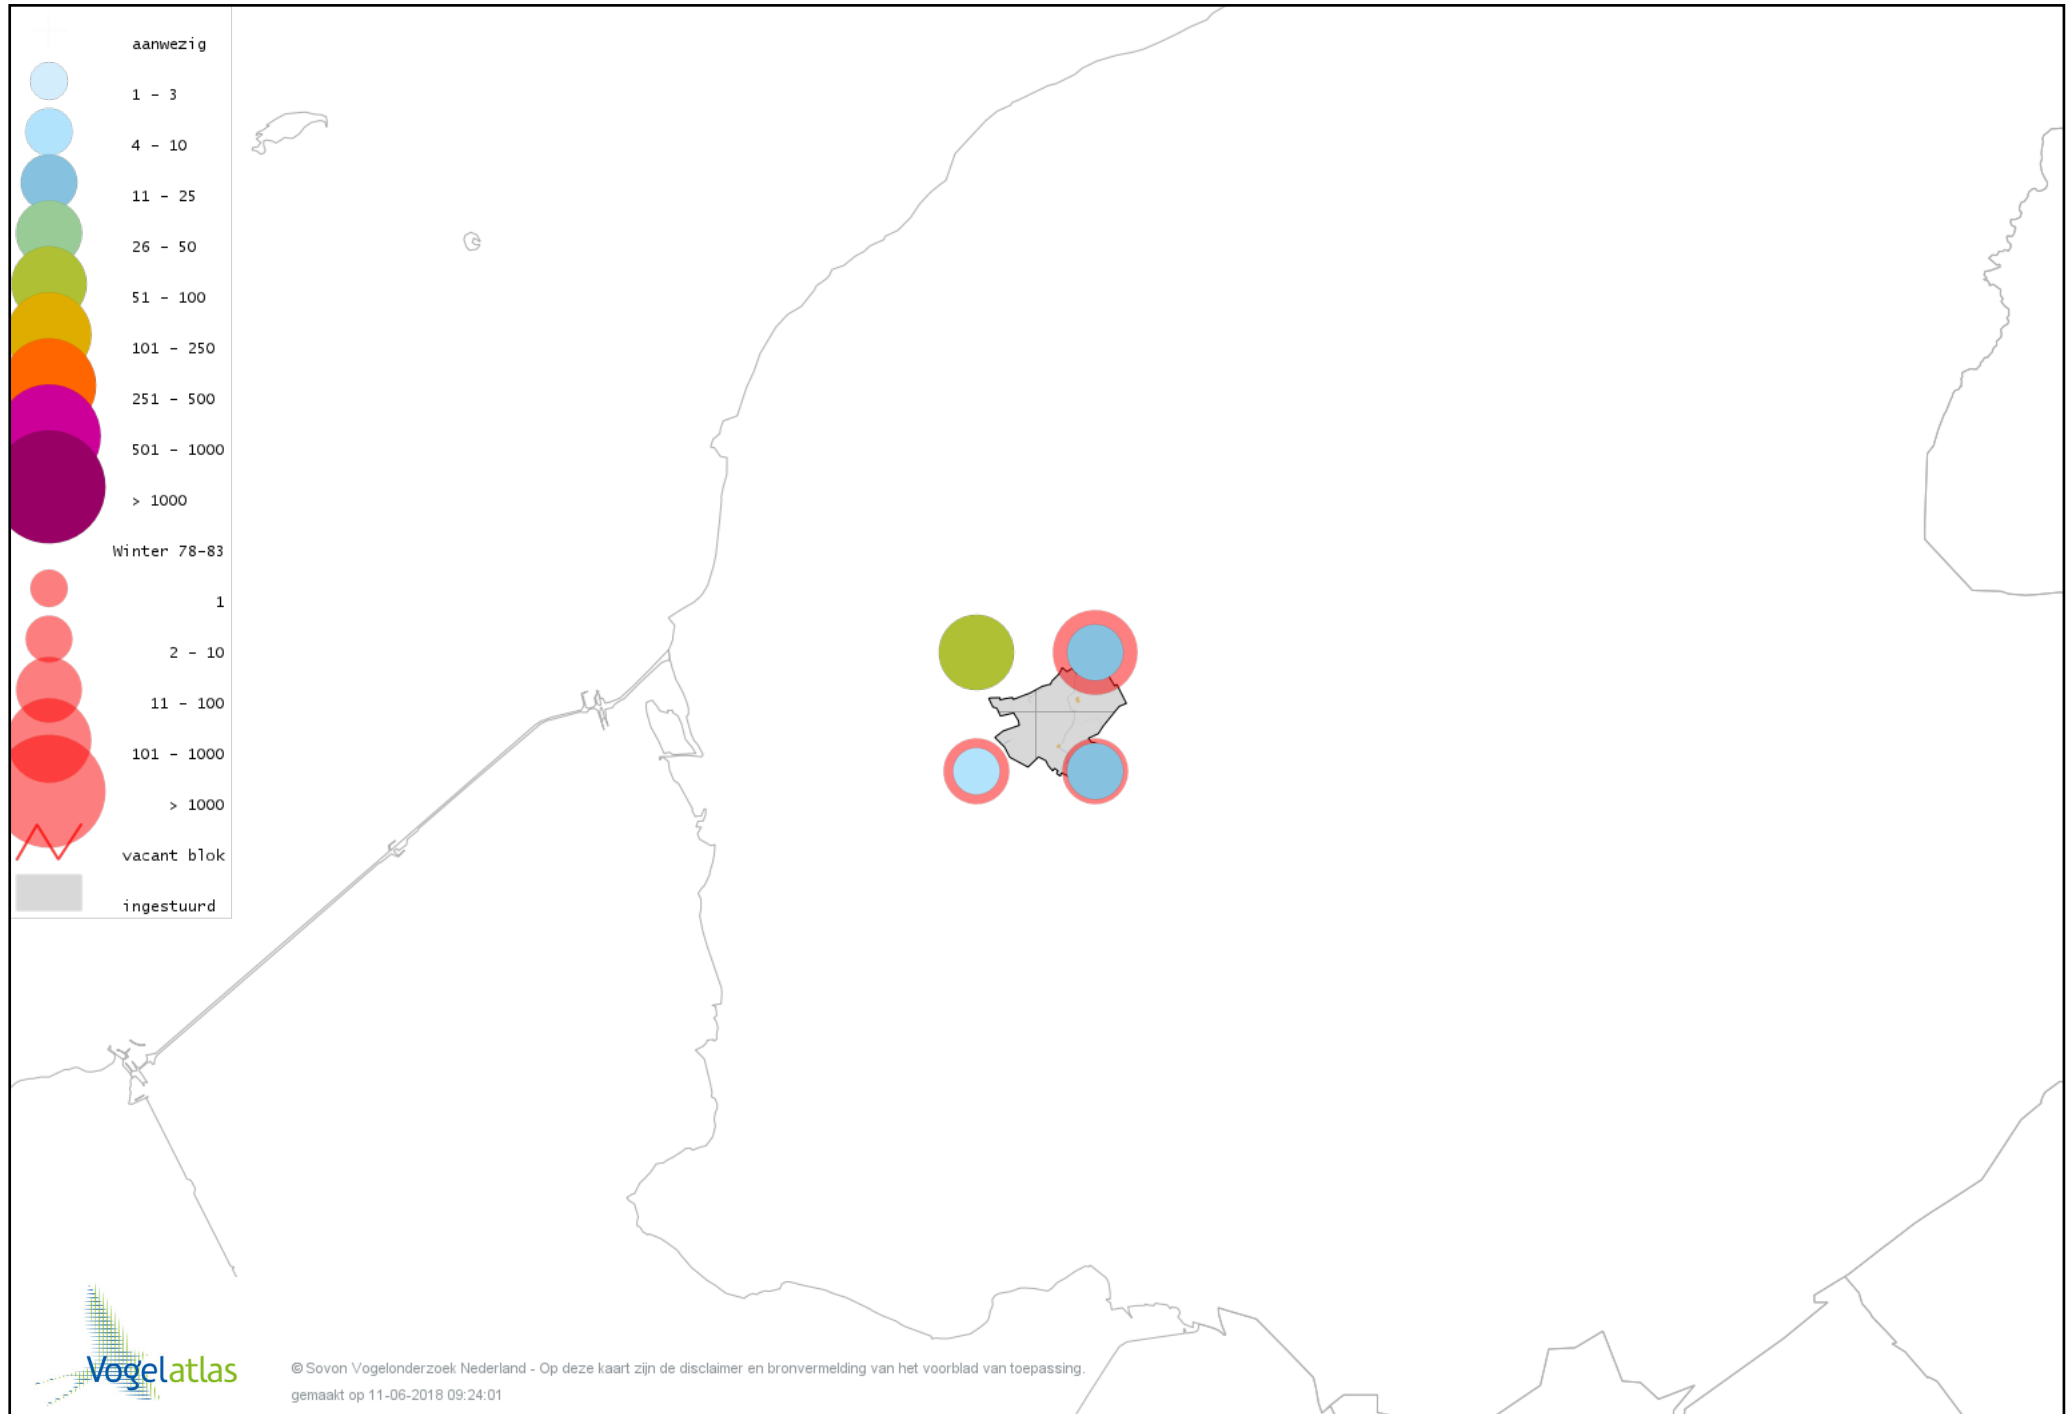 aanwezig
1 - 3
4 - 10
11 - 25
26 - 50
51 - 100
101 - 250
251 - 500
501 - 1000
> 1000
Winter 78-83
1
2 - 10
11 - 100
101 - 1000
> 1000
vacant blok
ingestuurd
Vogelatlas
© Sovon Vogelonderzoek Nederland - Op deze kaart zijn de disclaimer en bronvermelding van het voorblad van toepassing.
gemaakt op 11-06-2018 09:24:01